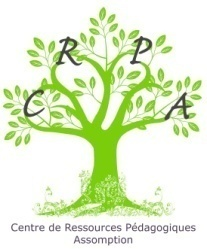 C R P A
Centre de Ressources Pédagogiques
Assomption